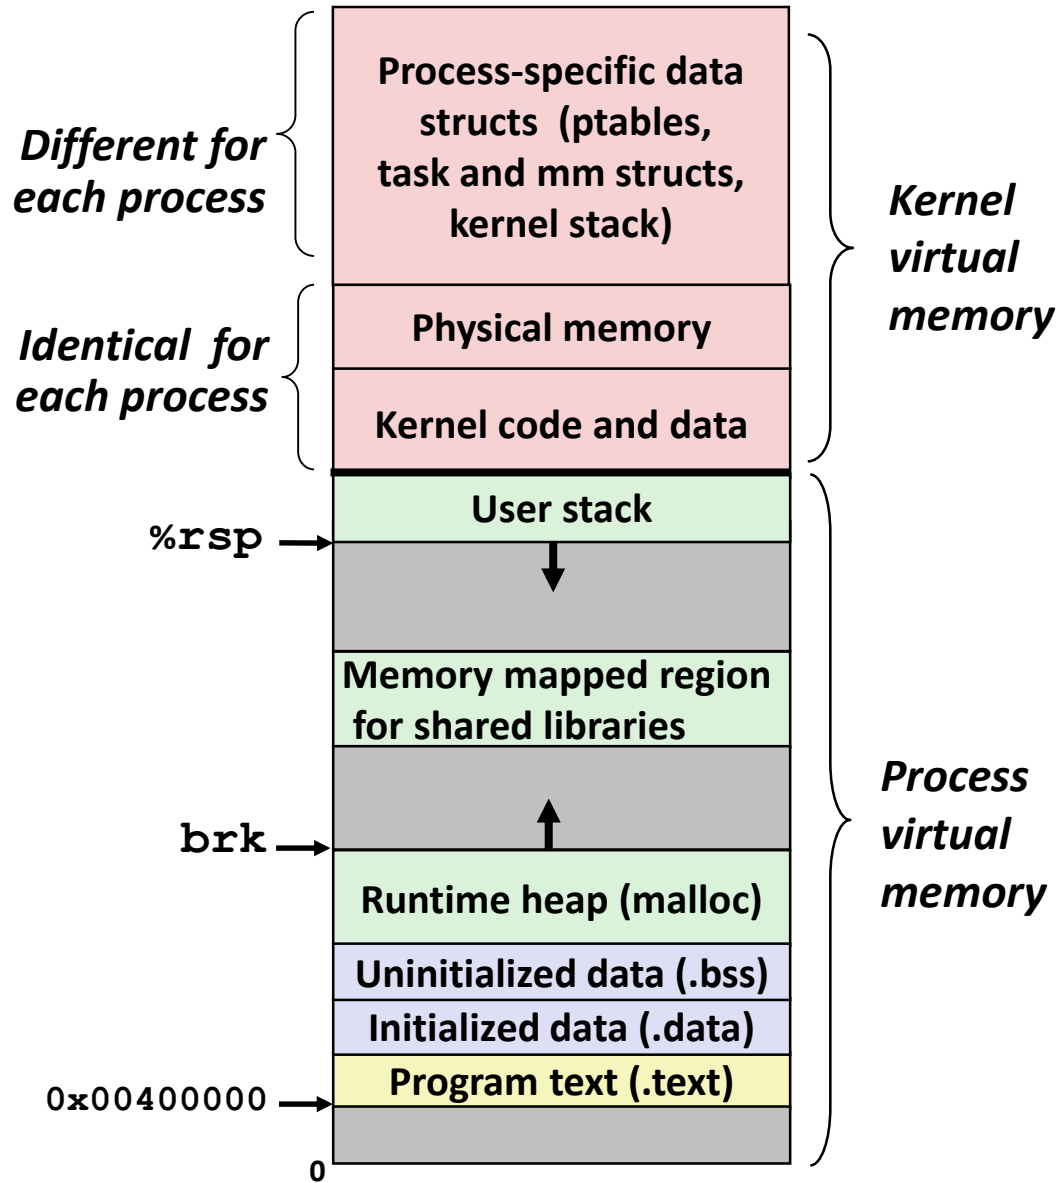 Process-specific data
structs (ptables,
task and mm structs,
kernel stack)
Different for
each process
Kernel
virtual
memory
Physical memory
Identical for
each process
Kernel code and data
User stack
%rsp
Memory mapped region
for shared libraries
Process
virtual
memory
brk
Runtime heap (malloc)
Uninitialized data (.bss)
Initialized data (.data)
Program text (.text)
0x00400000
0